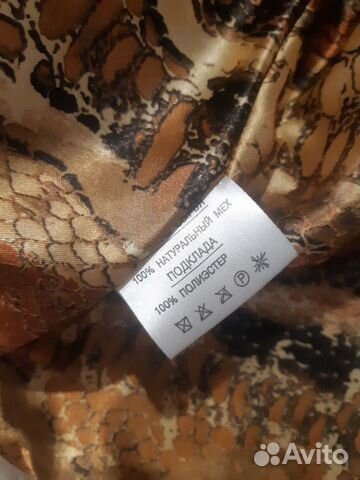 100% НАТУРАЛЬНЫЙ МЕХ
ПОДКЛАДА
100% ПОЛИЭСТЕР
P
Avito